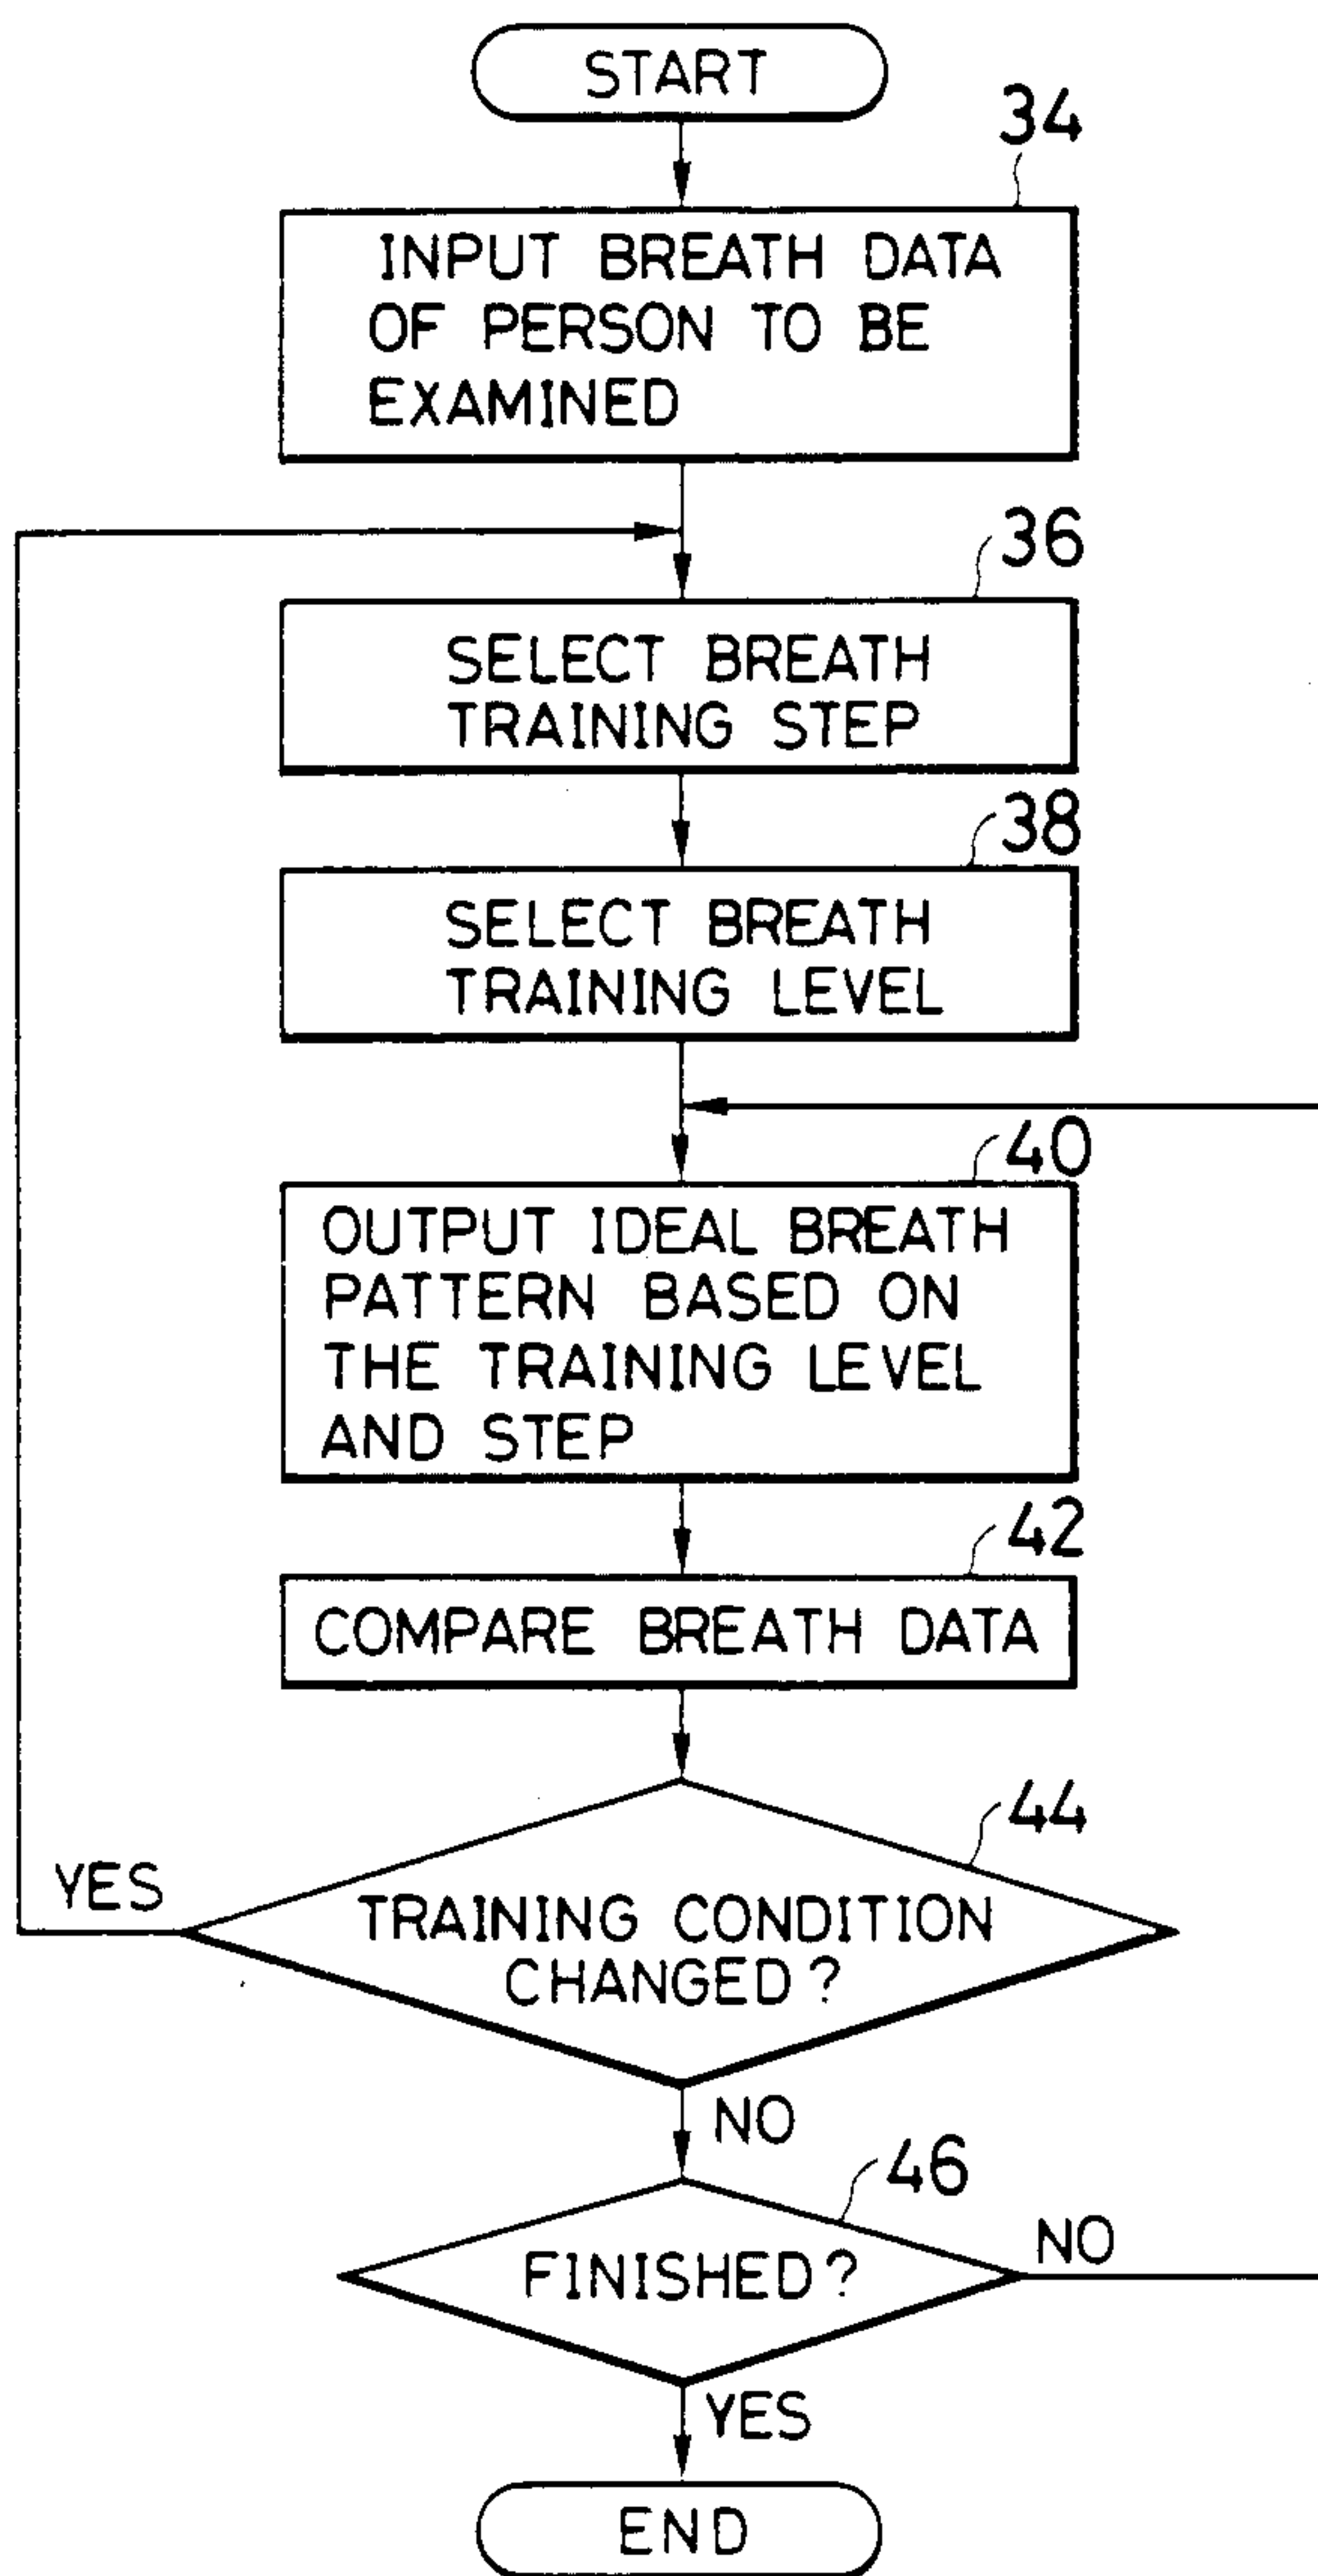 START
34
INPUT BREATH DATA
OF PERSON TO BE
EXAMINED
36
SELECT BREATH
TRAINING STEP
38
SELECT BREATH
TRAINING LEVEL
40
OUTPUT IDEAL BREATH
PATTERN BASED ON
THE TRAINING LEVEL
AND STEP
42
COMPARE BREATH DATA
44
YES
TRAINING CONDITION
CHANGED?
NO
46
NO
FINISHED?
YES
END